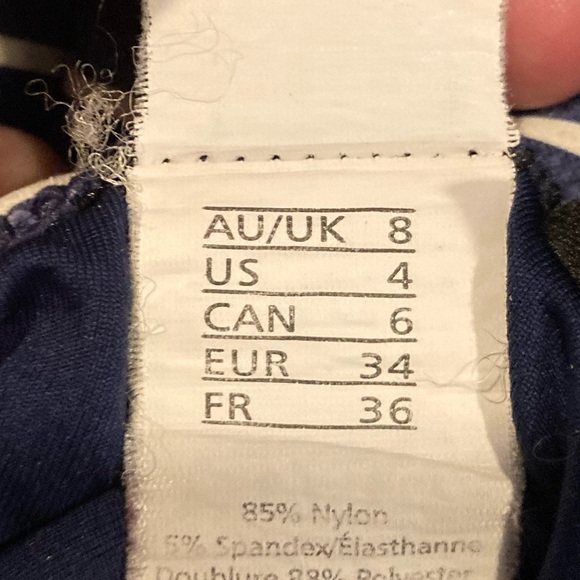 AU/UK 8
US 4
CAN 6
EUR 34
FR 36
85% Nylon
5% Spandex/Élasthanne
Doublure 88% Polyester